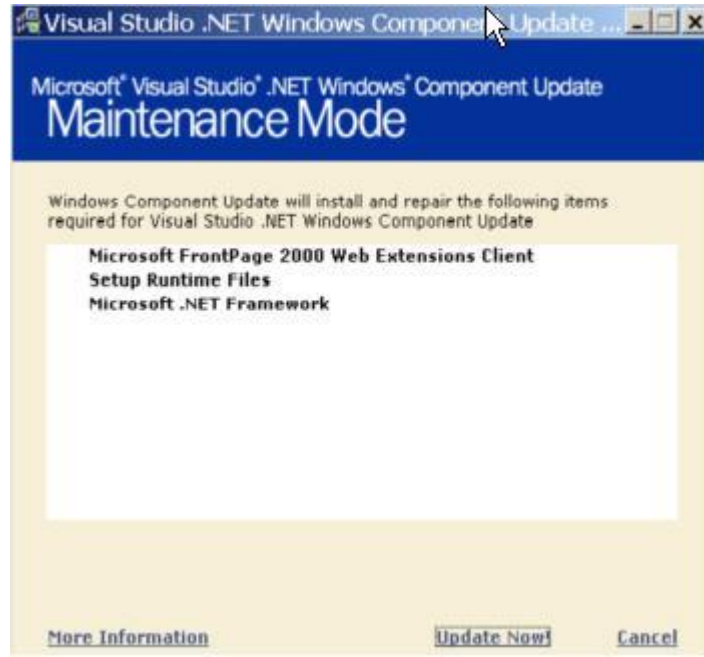 Visual Studio .NET Windows Component Update ...
Microsoft® Visual Studio® .NET Windows® Component Update
Maintenance Mode
Windows Component Update will install and repair the following items
required for Visual Studio .NET Windows Component Update
Microsoft FrontPage 2000 Web Extensions Client
Setup Runtime Files
Microsoft .NET Framework
More Information Update Now! Cancel